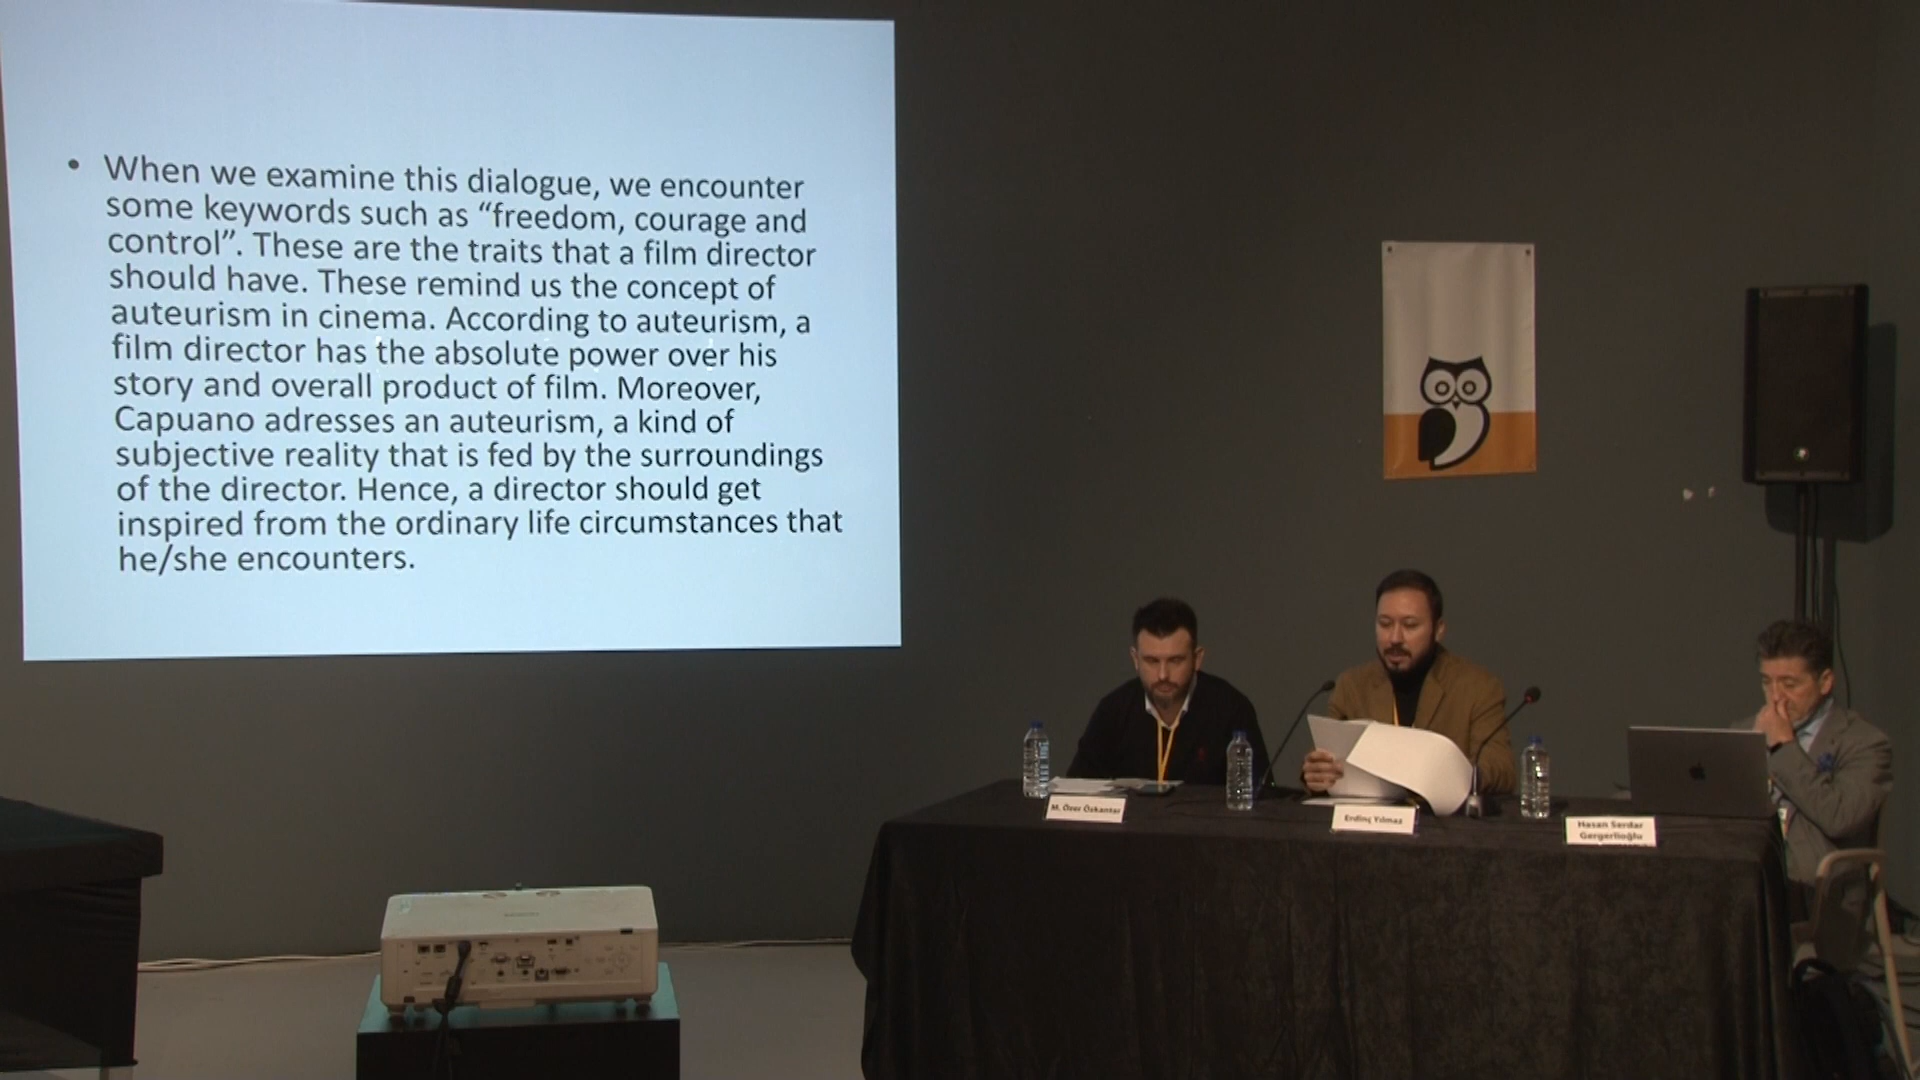 • When we examine this dialogue, we encounter
some keywords such as “freedom, courage and
control”. These are the traits that a film director
should have. These remind us the concept of
auteurism in cinema. According to auteurism, a
film director has the absolute power over his
story and overall product of film. Moreover,
Capuano adresses an auteurism, a kind of
subjective reality that is fed by the surroundings
of the director. Hence, a director should get
inspired from the ordinary life circumstances that
he/she encounters.
M. Özer Özkantar
Erdinç Yılmaz
Hasan Serdar
Gergerlioğlu